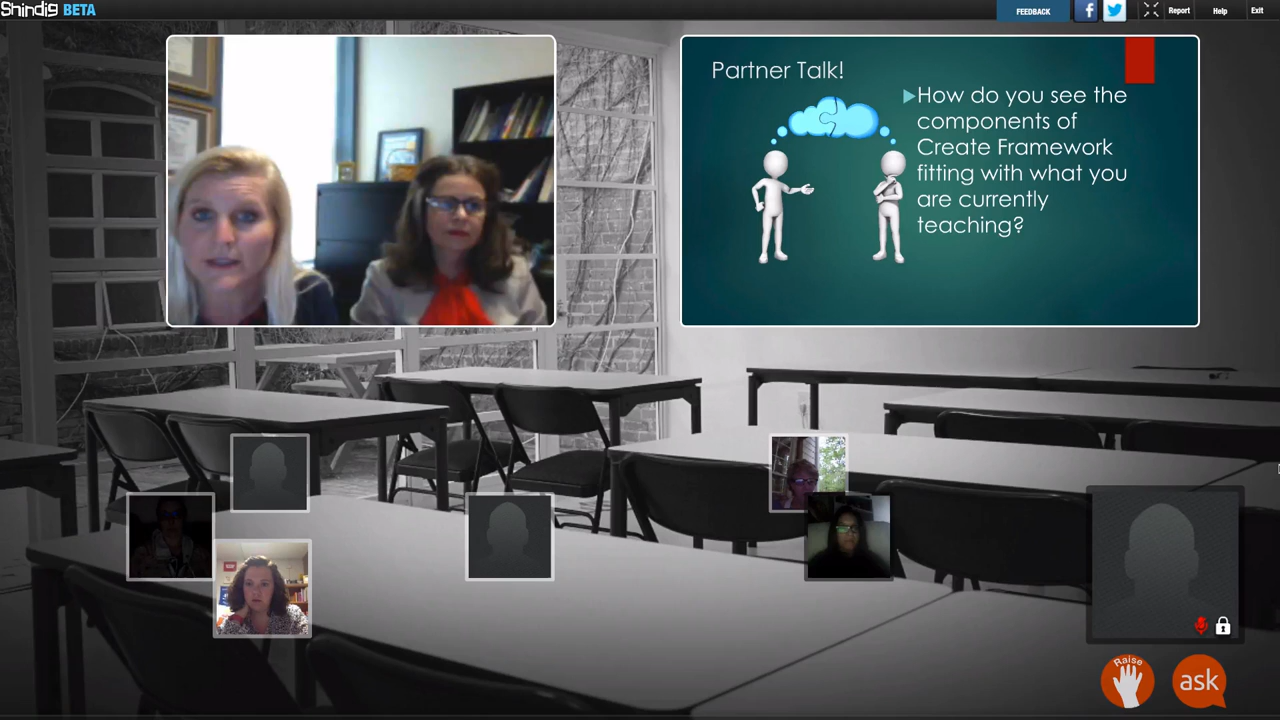 Shindig BETA
FEEDBACK
f
Report
Help
Exit
Partner Talk!
How do you see the
components of
Create Framework
fitting with what you
are currently
teaching?
Raise
ask